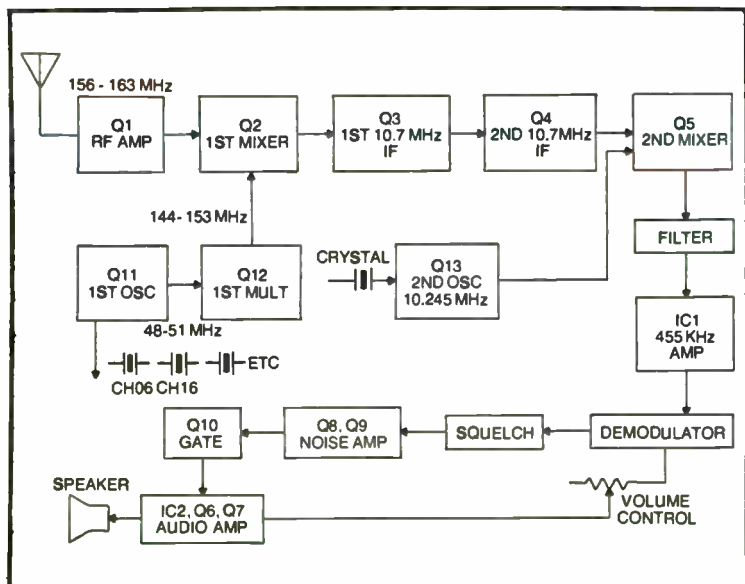 156 - 163 MHz
Q1
RF AMP
Q2
1ST MIXER
Q3
1ST 10.7 MHz
IF
Q4
2ND 10.7MHz
IF
Q5
2ND MIXER
144-153 MHz
FILTER
Q11
1ST OSC
Q12
1ST MULT
CRYSTAL
Q13
2ND OSC
10.245 MHz
48-51 MHz
IC1
455 KHz
AMP
ETC
CH06 CH16
Q10
GATE
Q8, Q9
NOISE AMP
SQUELCH
DEMODULATOR
SPEAKER
IC2, Q6, Q7
AUDIO AMP
VOLUME
CONTROL